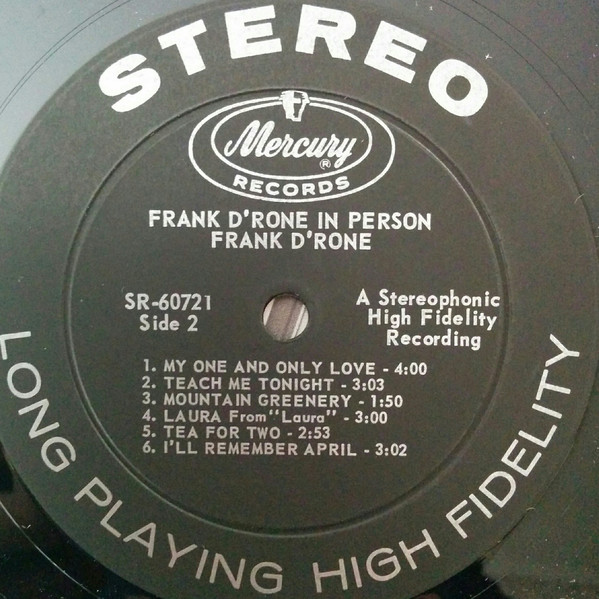 STEREO
Mercury
®
RECORDS
FRANK D'RONE IN PERSON
FRANK D'RONE
SR-60721
Side 2
A Stereophonic
High Fidelity
Recording
1. MY ONE AND ONLY LOVE - 4:00
2. TEACH ME TONIGHT - 3:03
3. MOUNTAIN GREENERY - 1:50
4. LAURA From "Laura" - 3:00
5. TEA FOR TWO - 2:53
6. I'LL REMEMBER APRIL - 3:02
LONG PLAYING HIGH FIDELITY